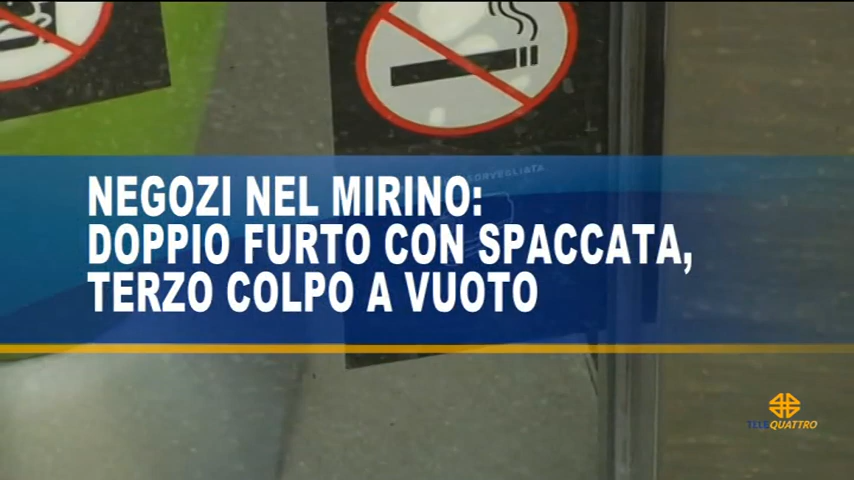 NEGOZI NEL MIRINO:
DOPPIO FURTO CON SPACCATA,
TERZO COLPO A VUOTO
TELEQUATTRO